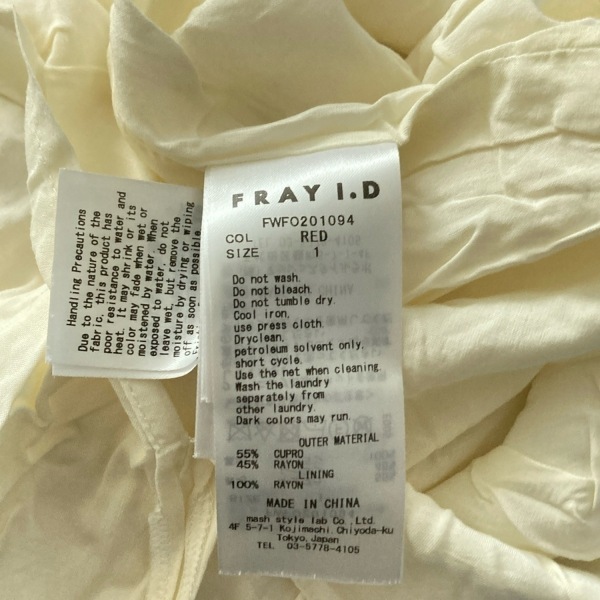 FRAY I.D
FWFO201094
COL RED
SIZE 1
Do not wash.
Do not bleach.
Do not tumble dry.
Cool iron,
use press cloth.
Dryclean,
petroleum solvent only,
short cycle.
Use the net when cleaning.
Wash the laundry
separately from
other laundry.
Dark colors may run.
OUTER MATERIAL
55% CUPRO
45% RAYON
LINING
100% RAYON
MADE IN CHINA
mash style lab Co., Ltd.
4F 5-7-1 Kojimachi Chiyoda-ku
Tokyo, Japan
TEL 03-5778-4105
Handling Precautions
Due to the nature of the
fabric, this product has
poor resistance to water and
heat. It may shrink or its
color may fade when wet or
moistened by water. When
exposed to water, do not
leave wet, but remove the
moisture by drying or wiping
off as soon as possible